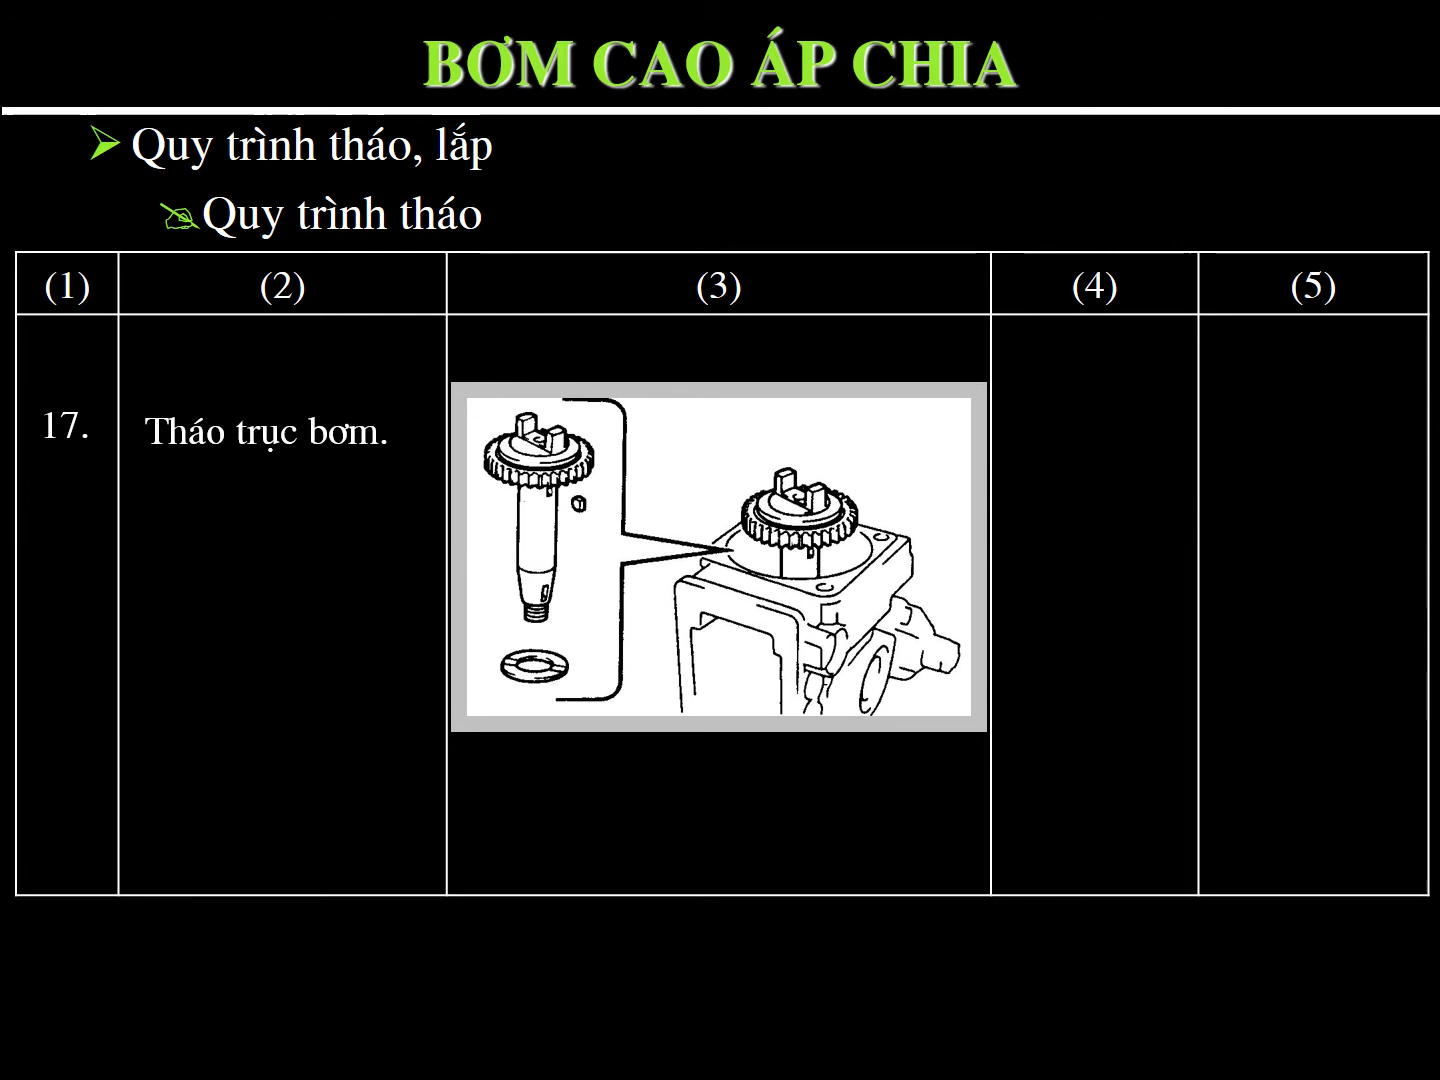 BƠM CAO ÁP CHIA
Quy trình tháo, lắp
Quy trình tháo
(1) (2) (3) (4) (5)
17. Tháo trục bơm.